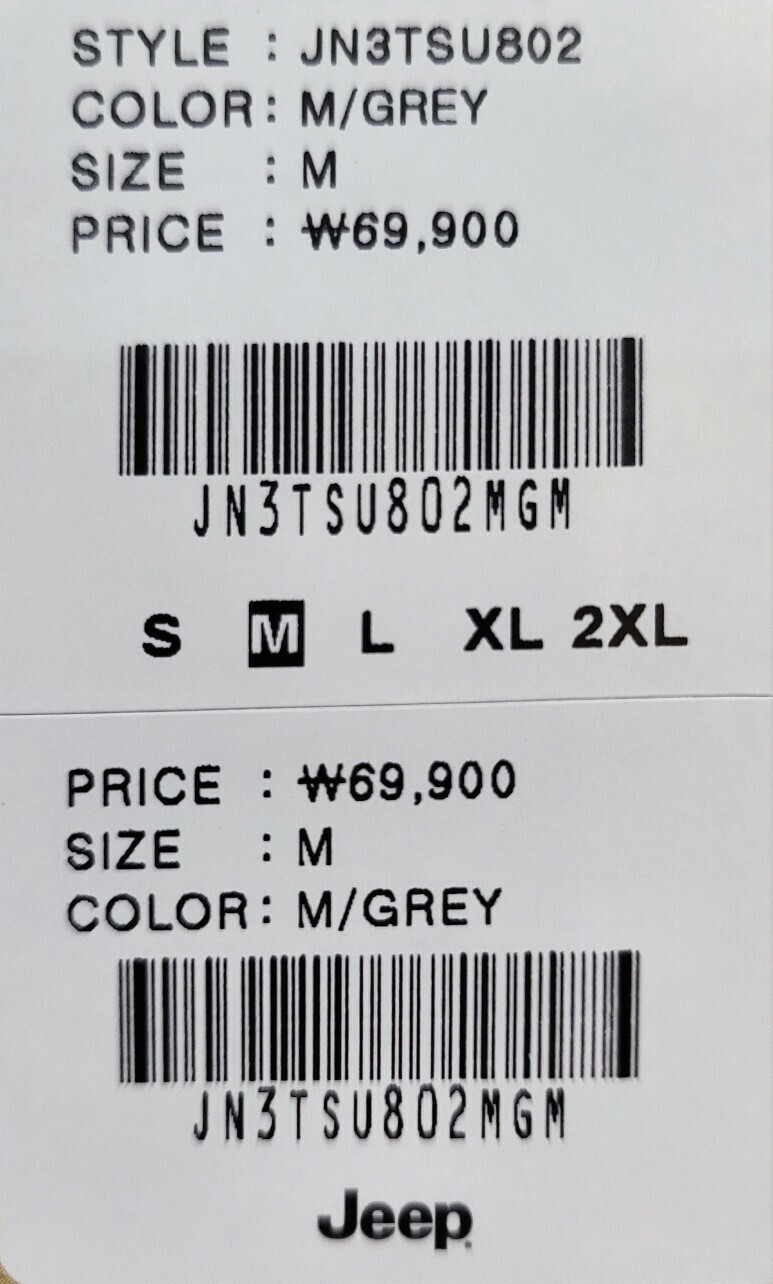 STYLE : JN3TSU802
COLOR: M/GREY
SIZE : M
PRICE : ₩69,900
JN3TSU802MGM
S M L XL 2XL
PRICE : ₩69,900
SIZE : M
COLOR: M/GREY
JN3TSU802MGM
Jeep